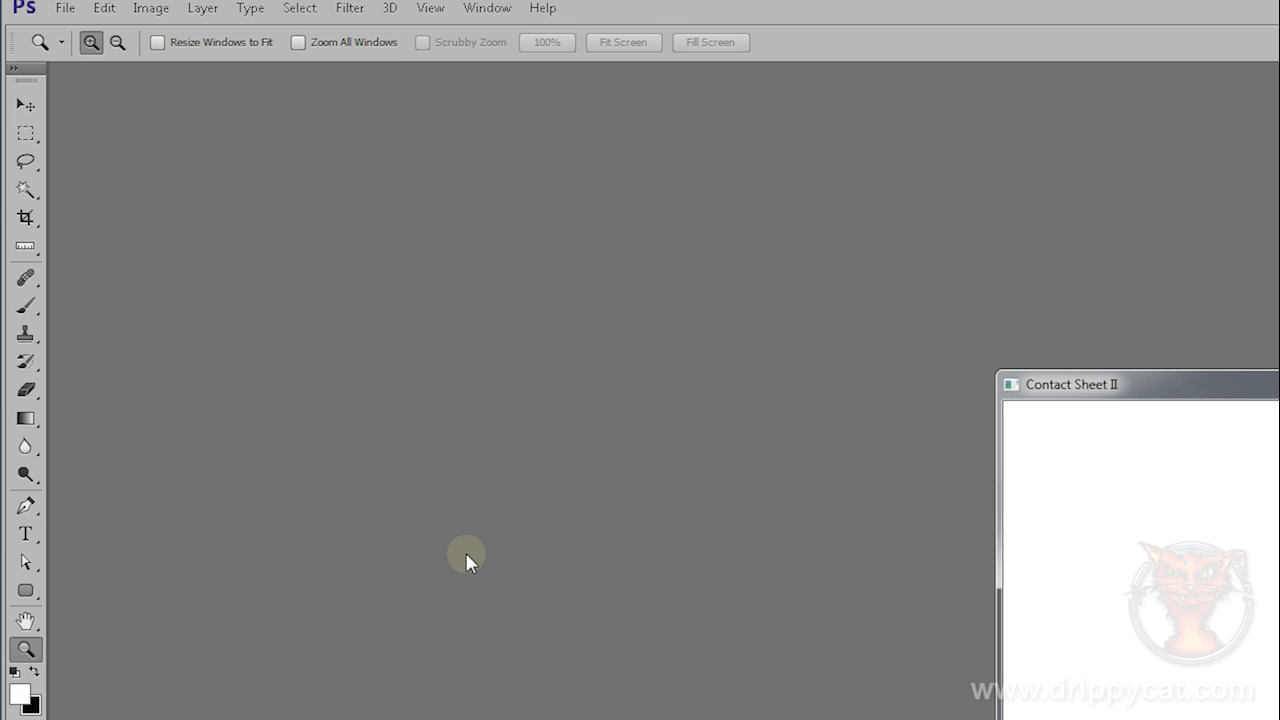 Ps File Edit Image Layer Type Select Filter 3D View Window Help
Resize Windows to Fit Zoom All Windows Scrubby Zoom 100% Fit Screen Fill Screen
T
Contact Sheet II
www.drippycat.com